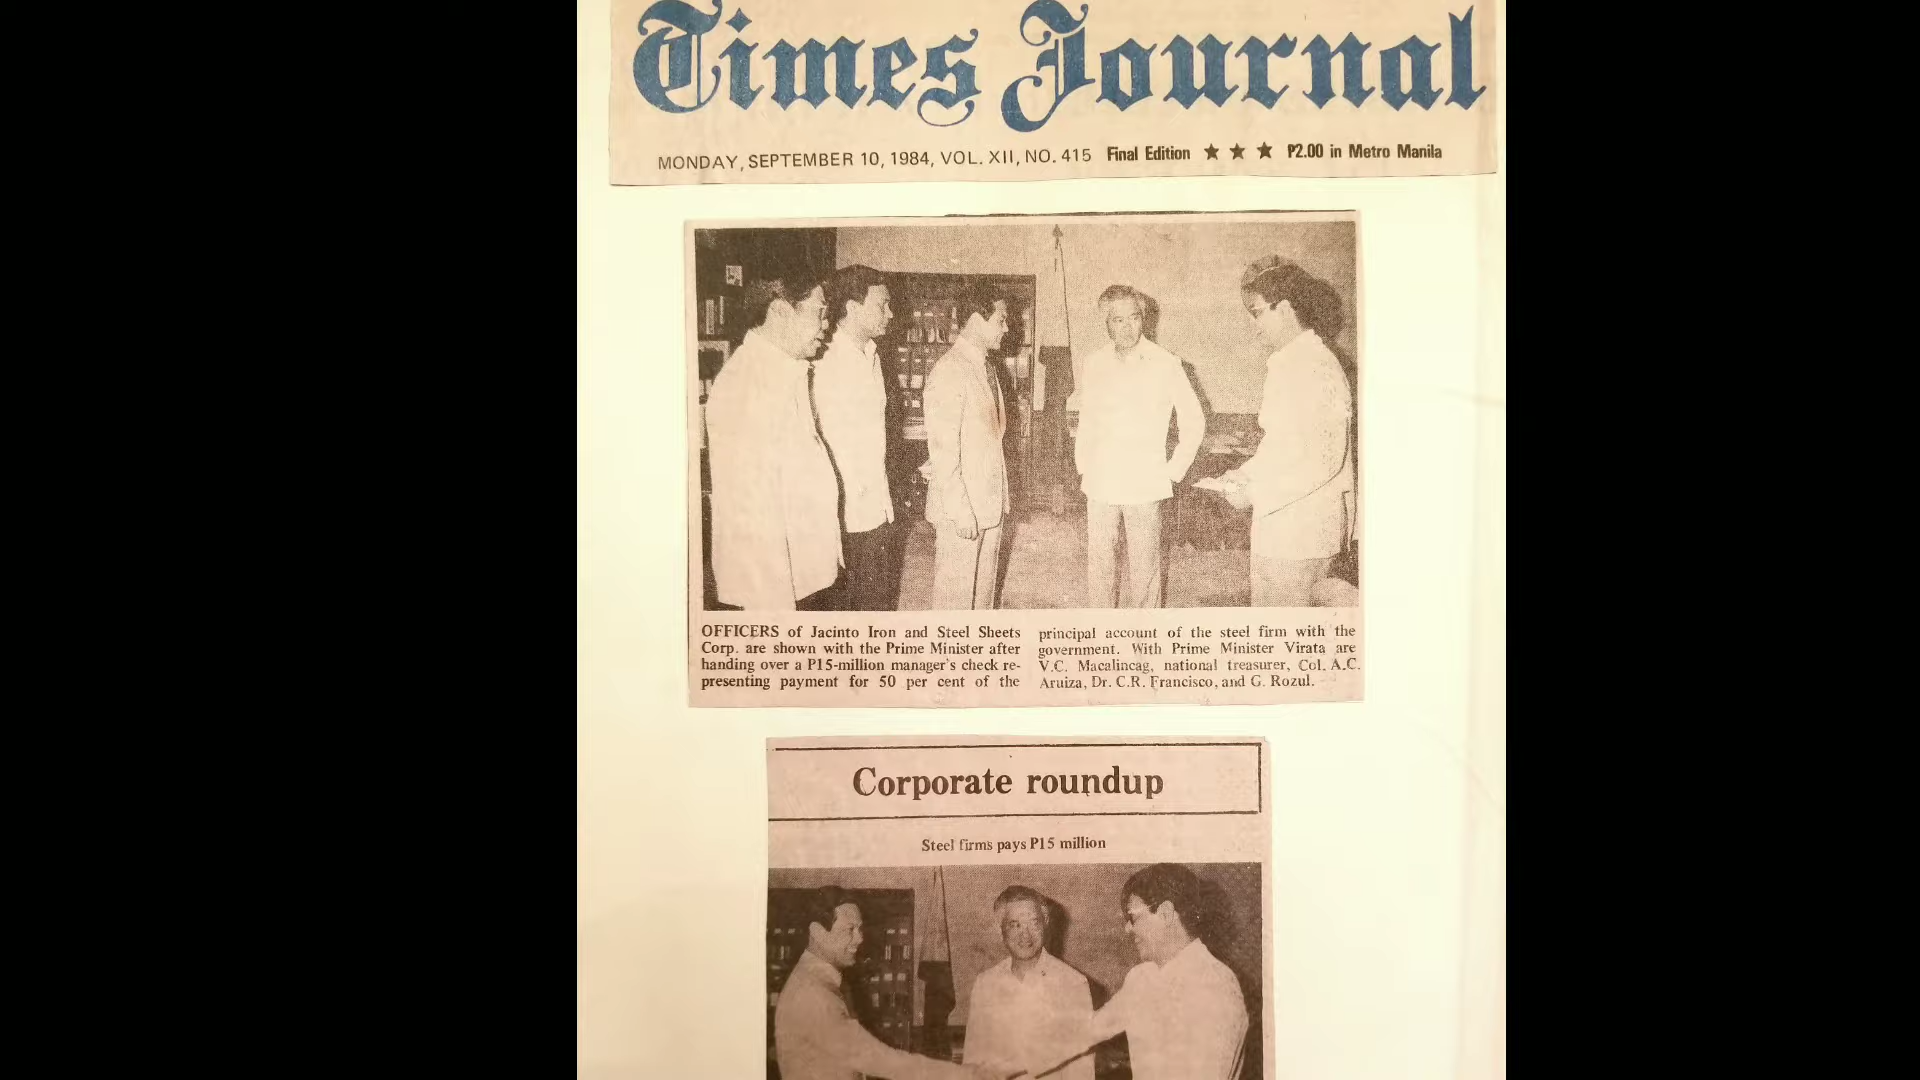 Times Journal
MONDAY, SEPTEMBER 10, 1984, VOL. XII, NO. 415 Final Edition ★ ★ ★ ₱2.00 in Metro Manila
OFFICERS of Jacinto Iron and Steel Sheets
Corp. are shown with the Prime Minister after
handing over a P15-million manager's check re-
presenting payment for 50 per cent of the
principal account of the steel firm with the
government. With Prime Minister Virata are
V.C. Macalincag, national treasurer, Col. A.C.
Aruiza, Dr. C.R. Francisco, and G. Rozul.
Corporate roundup
Steel firms pays P15 million